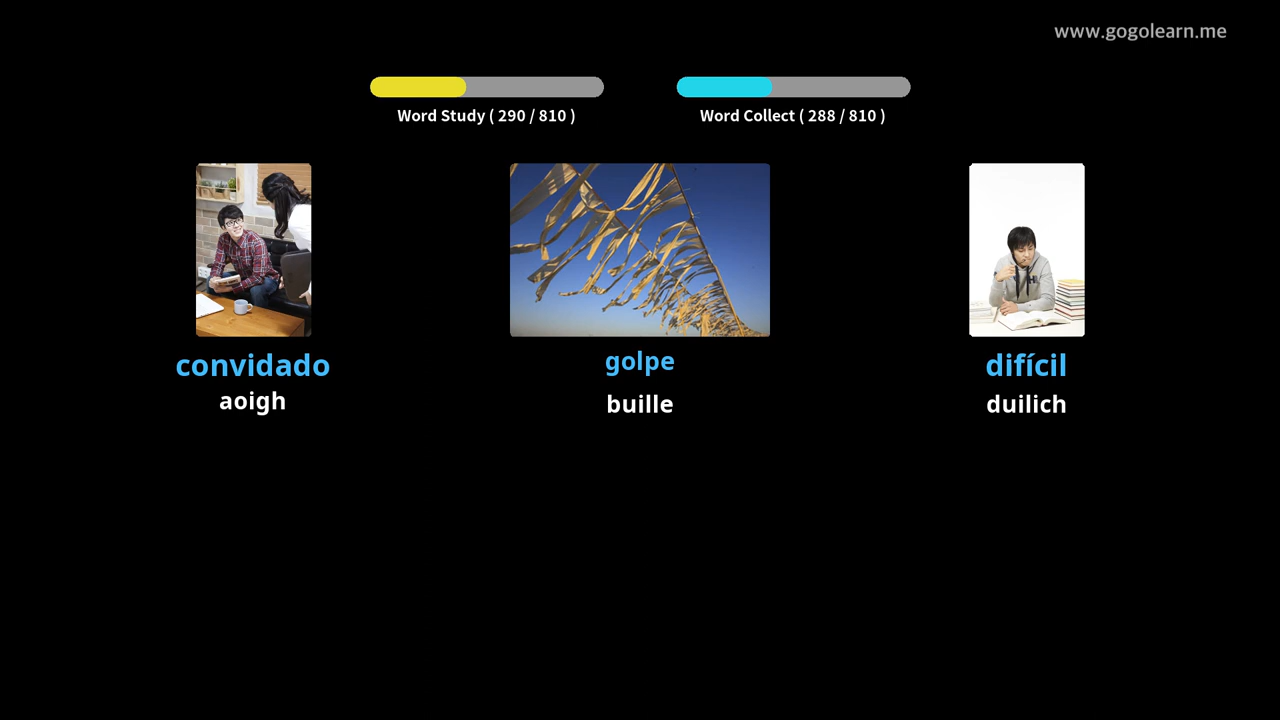 www.gogolearn.me
Word Study ( 290 / 810 )
Word Collect ( 288 / 810 )
convidado
aoigh
golpe
buille
difícil
duilich